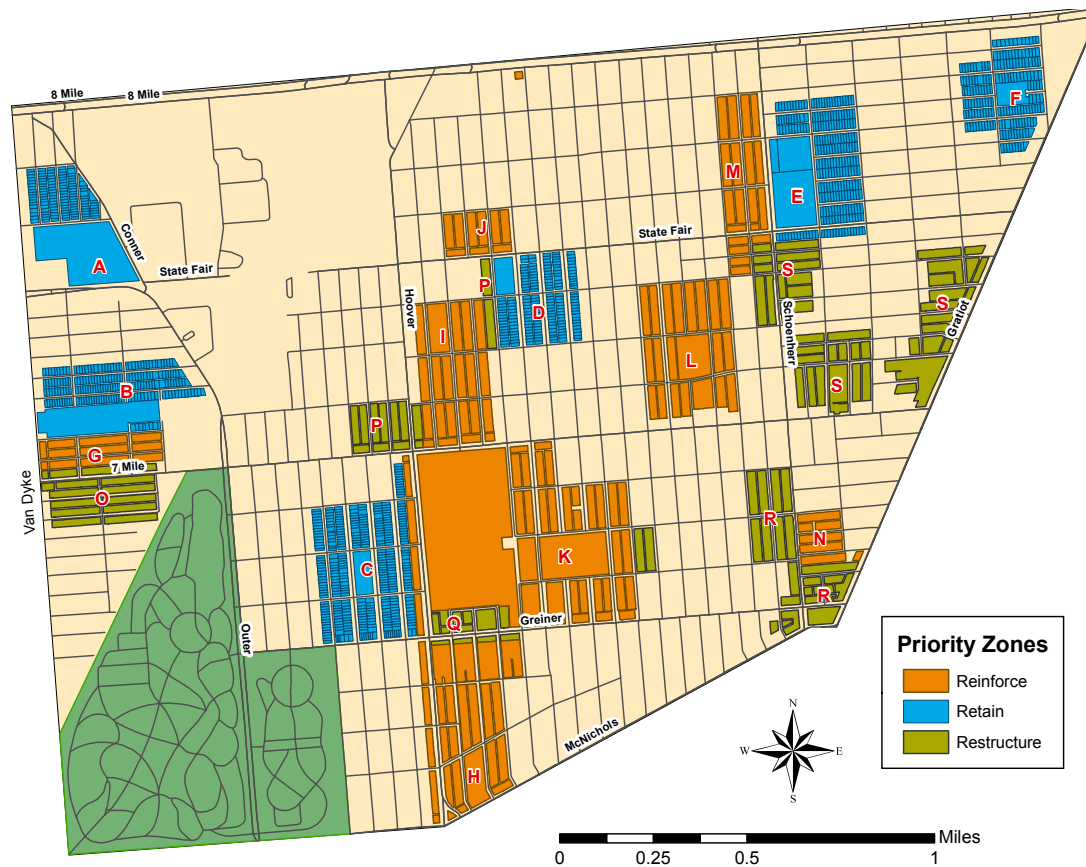 8 Mile
8 Mile
F
M
E
Conner
J
State Fair
A
State Fair
S
P
Hoover
D
S
Schoenherr
Gratiot
I
L
B
S
P
G
7 Mile
O
Van Dyke
R
N
K
C
R
Q
Greiner
Outer
McNichols
H
Priority Zones
Reinforce
Retain
Restructure
N
W
E
S
Miles
0
0.25
0.5
1